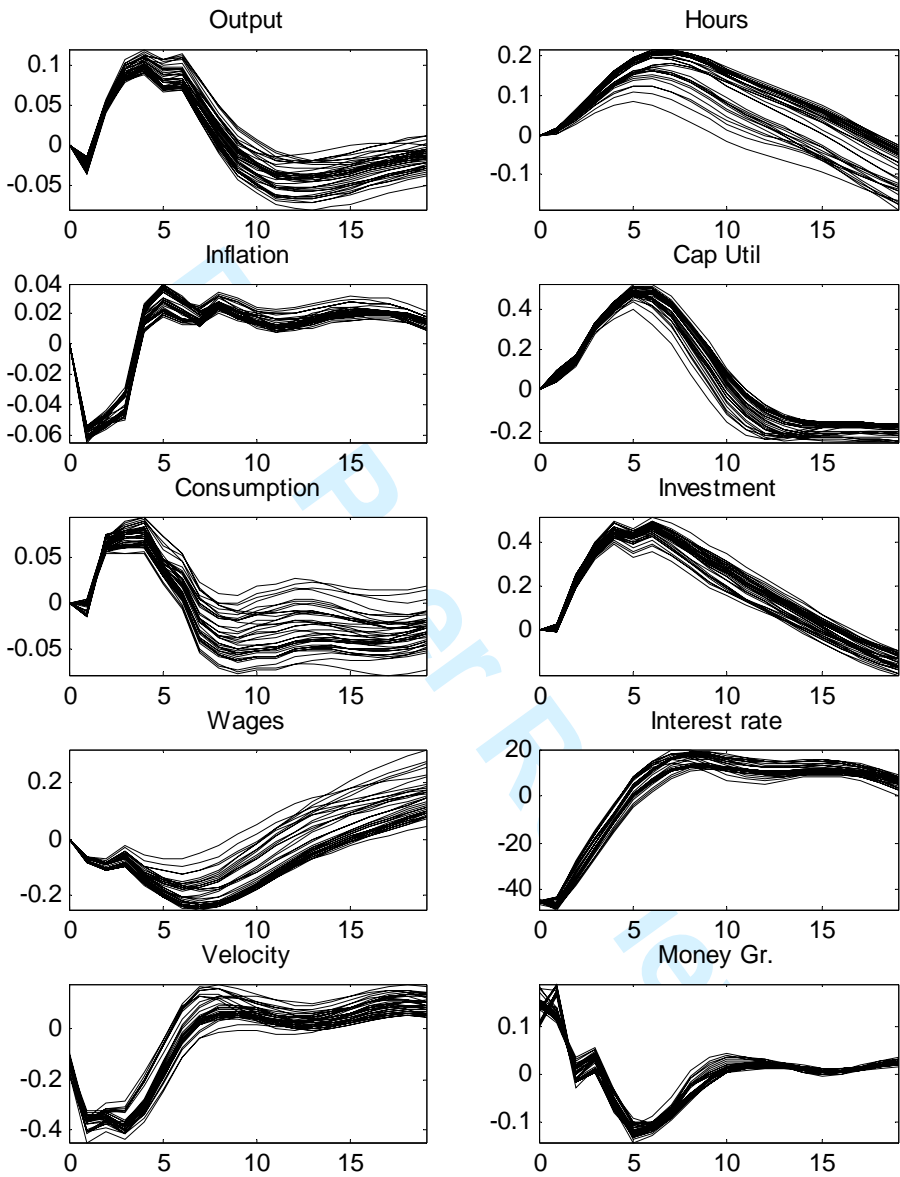 Output
Hours
0.1
0.05
0
-0.05
0 5 10 15
0.2
0.1
0
-0.1
0 5 10 15
Inflation
Cap Util
0.04
0.02
0
-0.02
-0.04
-0.06
0 5 10 15
0.4
0.2
0
-0.2
0 5 10 15
Consumption
Investment
0.05
0
-0.05
0 5 10 15
0.4
0.2
0
0 5 10 15
Wages
Interest rate
0.2
0
-0.2
0 5 10 15
20
0
-20
-40
0 5 10 15
Velocity
Money Gr.
0
-0.2
-0.4
0 5 10 15
0.1
0
-0.1
0 5 10 15